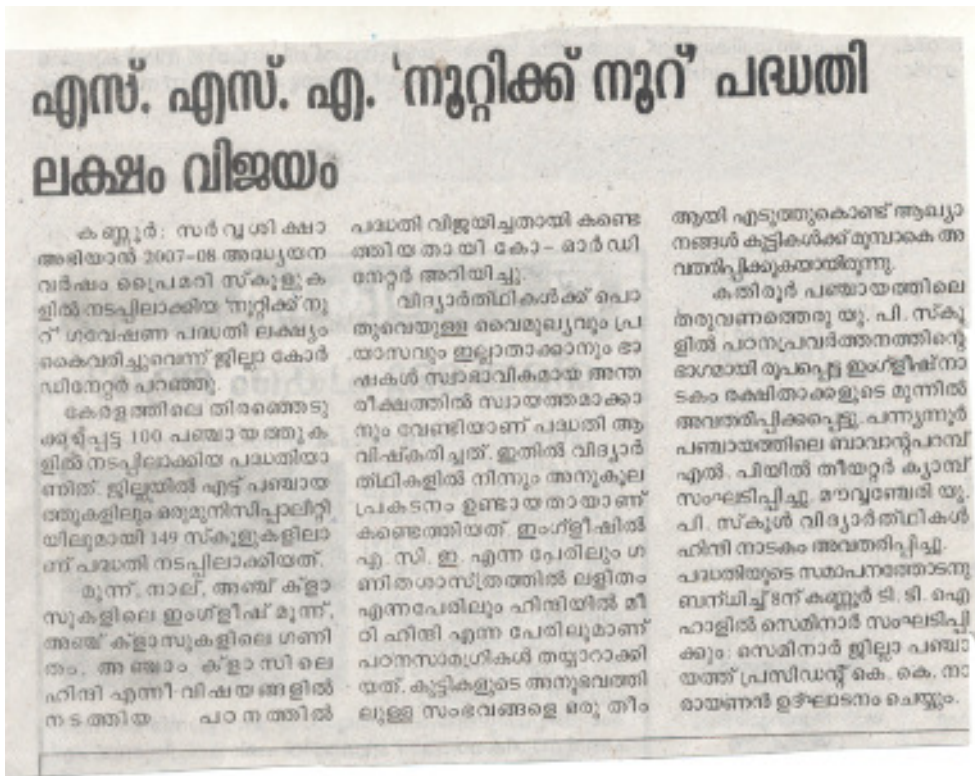 എസ്. എസ്. എ. 'നൂറ്റിക്ക് നൂറ്' പദ്ധതി
ലക്ഷം വിജയം
കണ്ണൂർ: സർവ്വശിക്ഷാ
അഭിയാൻ 2007-08 അദ്ധ്യയന
വർഷം പ്രൈമറി സ്കൂളുക
ളിൽ നടപ്പിലാക്കിയ 'നൂറ്റിക്ക് നൂ
റ്' ഗവേഷണ പദ്ധതി ലക്ഷ്യം
കൈവരിച്ചുവെന്ന് ജില്ലാ കോർ
ഡിനേറ്റർ പറഞ്ഞു.
കേരളത്തിലെ തിരഞ്ഞെടു
ക്കപ്പെട്ട 100 പഞ്ചായത്തുക
ളിൽ നടപ്പിലാക്കിയ പദ്ധതിയാ
ണിത്. ജില്ലയിൽ എട്ട് പഞ്ചായ
ത്തുകളിലും ഒരുമുനിസിപ്പാലിറ്റി
യിലുമായി 149 സ്കൂളുകളിലാ
ണ് പദ്ധതി നടപ്പിലാക്കിയത്.
മൂന്ന്, നാല്, അഞ്ച് ക്ളാ
സുകളിലെ ഇംഗ്ളീഷ് മൂന്ന്,
അഞ്ച് ക്ളാസുകളിലെ ഗണി
തം, അഞ്ചാം ക്ളാസിലെ
ഹിന്ദി എന്നീ വിഷയങ്ങളിൽ
നടത്തിയ പഠനത്തിൽ
പദ്ധതി വിജയിച്ചതായി കണ്ടെ
ത്തിയതായി കോ- ഓർഡി
നേറ്റർ അറിയിച്ചു.
വിദ്യാർത്ഥികൾക്ക് പൊ
തുവെയുള്ള വൈമുഖ്യവും പ്ര
യാസവും ഇല്ലാതാക്കാനും ഭാ
ഷകൾ സ്വാഭാവികമായ അന്ത
രീക്ഷത്തിൽ സ്വായത്തമാക്കാ
നും വേണ്ടിയാണ് പദ്ധതി ആ
വിഷ്കരിച്ചത്. ഇതിൽ വിദ്യാർ
ത്ഥികളിൽ നിന്നും അനുകൂല
പ്രകടനം ഉണ്ടായതായാണ്
കണ്ടെത്തിയത്. ഇംഗ്ളീഷിൽ
എ. സി. ഇ. എന്ന പേരിലും ഗ
ണിതശാസ്ത്രത്തിൽ ലളിതം
എന്നപേരിലും ഹിന്ദിയിൽ മീ
ഠി ഹിന്ദി എന്ന പേരിലുമാണ്
പഠനസാമഗ്രികൾ തയ്യാറാക്കി
യത്. കുട്ടികളുടെ അനുഭവത്തി
ലുള്ള സംഭവങ്ങളെ ഒരു തീം
ആയി എടുത്തുകൊണ്ട് ആഖ്യാ
നങ്ങൾ കുട്ടികൾക്ക് മുമ്പാകെ അ
വതരിപ്പിക്കുകയായിരുന്നു.
കതിരൂർ പഞ്ചായത്തിലെ
തരുവണത്തെരു യു. പി. സ്കൂ
ളിൽ പഠനപ്രവർത്തനത്തിന്റെ
ഭാഗമായി രൂപപ്പെട്ട ഇംഗ്ളീഷ് നാ
ടകം രക്ഷിതാക്കളുടെ മുന്നിൽ
അവതരിപ്പിക്കപ്പെട്ടു. പന്ന്യന്നൂർ
പഞ്ചായത്തിലെ ബാവാന്റപറമ്പ്
എൽ. പിയിൽ തീയറ്റർ ക്യാമ്പ്
സംഘടിപ്പിച്ചു. മൗവ്വഞ്ചേരി യു.
പി. സ്കൂൾ വിദ്യാർത്ഥികൾ
ഹിന്ദി നാടകം അവതരിപ്പിച്ചു.
പദ്ധതിയുടെ സമാപനത്തോടനു
ബന്ധിച്ച് 8ന് കണ്ണൂർ ടി. ടി. ഐ
ഹാളിൽ സെമിനാർ സംഘടിപ്പി
ക്കും: സെമിനാർ ജില്ലാ പഞ്ചാ
യത്ത് പ്രസിഡന്റ് കെ. കെ. നാ
രായണൻ ഉദ്ഘാടനം ചെയ്യും.